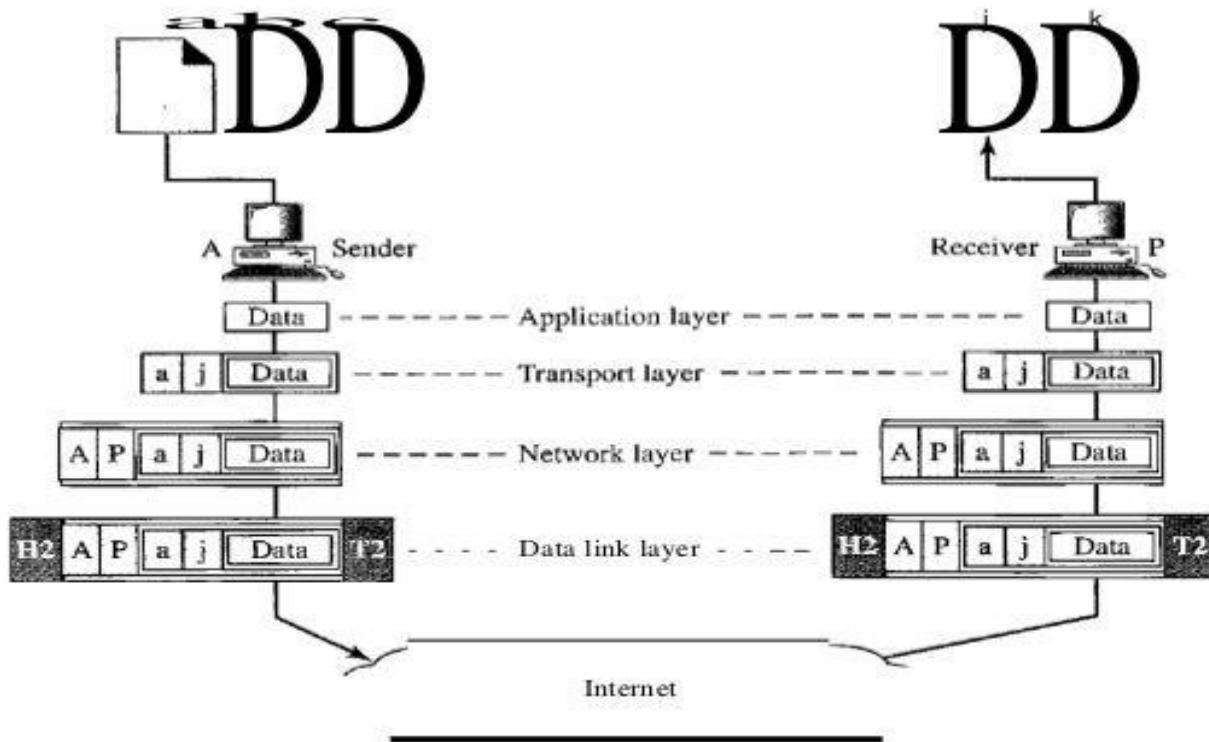 a b c j k
DD DD
A Sender Receiver P
Data Application layer Data
a j Data Transport layer a j Data
A P a j Data Network layer A P a j Data
H2 A P a j Data T2 Data link layer H2 A P a j Data T2
Internet